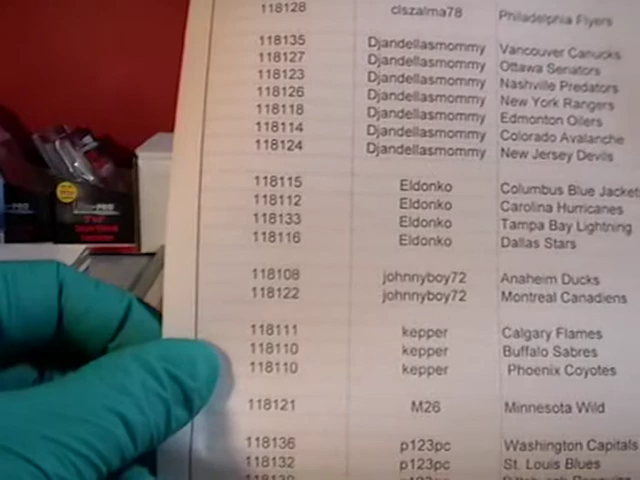 118128 clszalma78 Philadelphia Flyers
118135 Djandellasmommy Vancouver Canucks
118127 Djandellasmommy Ottawa Senators
118123 Djandellasmommy Nashville Predators
118126 Djandellasmommy New York Rangers
118118 Djandellasmommy Edmonton Oilers
118114 Djandellasmommy Colorado Avalanche
118124 Djandellasmommy New Jersey Devils
118115 Eldonko Columbus Blue Jackets
118112 Eldonko Carolina Hurricanes
118133 Eldonko Tampa Bay Lightning
118116 Eldonko Dallas Stars
118108 johnnyboy72 Anaheim Ducks
118122 johnnyboy72 Montreal Canadiens
118111 kepper Calgary Flames
118110 kepper Buffalo Sabres
118110 kepper Phoenix Coyotes
118121 M26 Minnesota Wild
118136 p123pc Washington Capitals
118132 p123pc St. Louis Blues